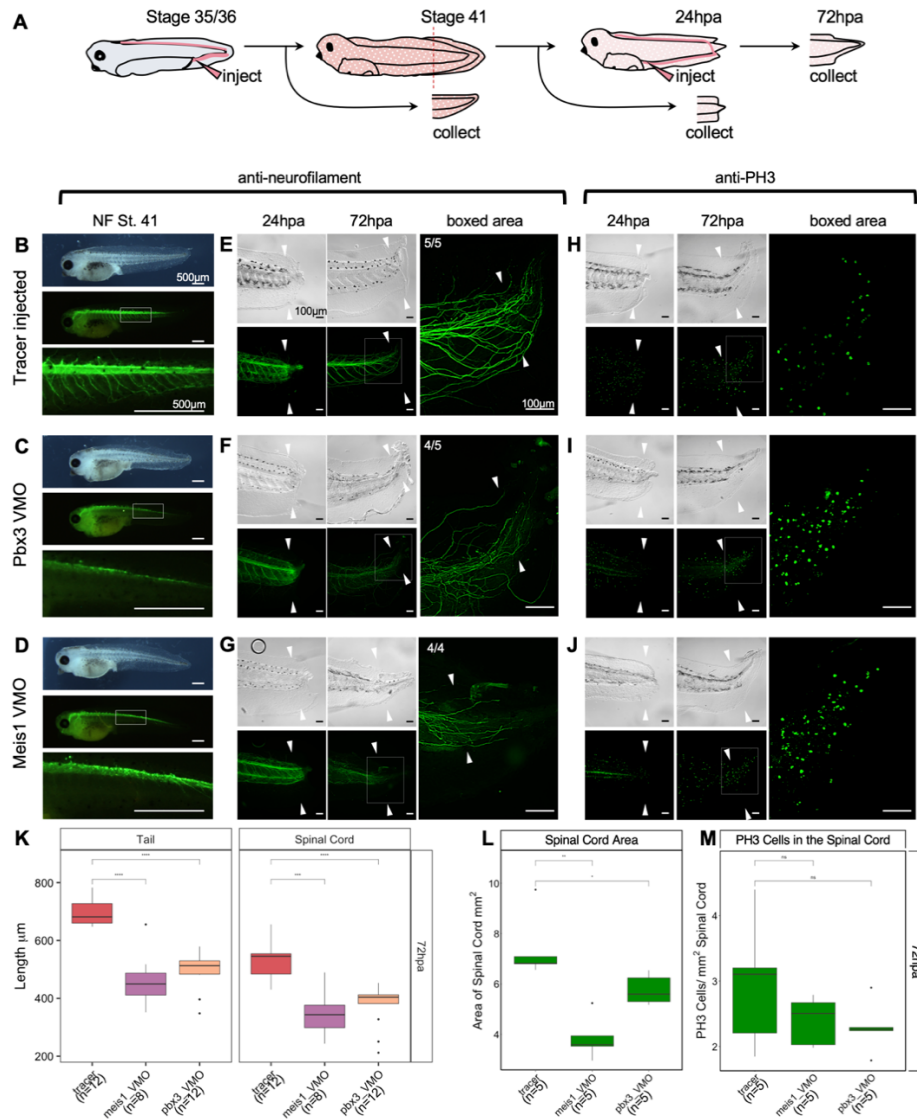 A
Stage 35/36
Stage 41
24hpa
72hpa
inject
inject
collect
collect
collect
anti-neurofilament
anti-PH3
NF St. 41
24hpa
72hpa
boxed area
24hpa
72hpa
boxed area
Tracer injected
B
500µm
500µm
E
100µm
5/5
100µm
H
Pbx3 VMO
C
F
4/5
I
Meis1 VMO
D
G
4/4
J
K
Tail
Spinal Cord
****
****
****
***
Length µm
800
600
400
200
tracer
(n=12)
meis1_VMO
(n=8)
pbx3_VMO
(n=12)
tracer
(n=12)
meis1_VMO
(n=8)
pbx3_VMO
(n=12)
72hpa
L
Spinal Cord Area
**
*
Area of Spinal Cord mm²
10
8
6
4
tracer
(n=5)
meis1_VMO
(n=5)
pbx3_VMO
(n=5)
M
PH3 Cells in the Spinal Cord
ns
ns
PH3 Cells/ mm² Spinal Cord
4
3
2
tracer
(n=5)
meis1_VMO
(n=5)
pbx3_VMO
(n=5)
72hpa